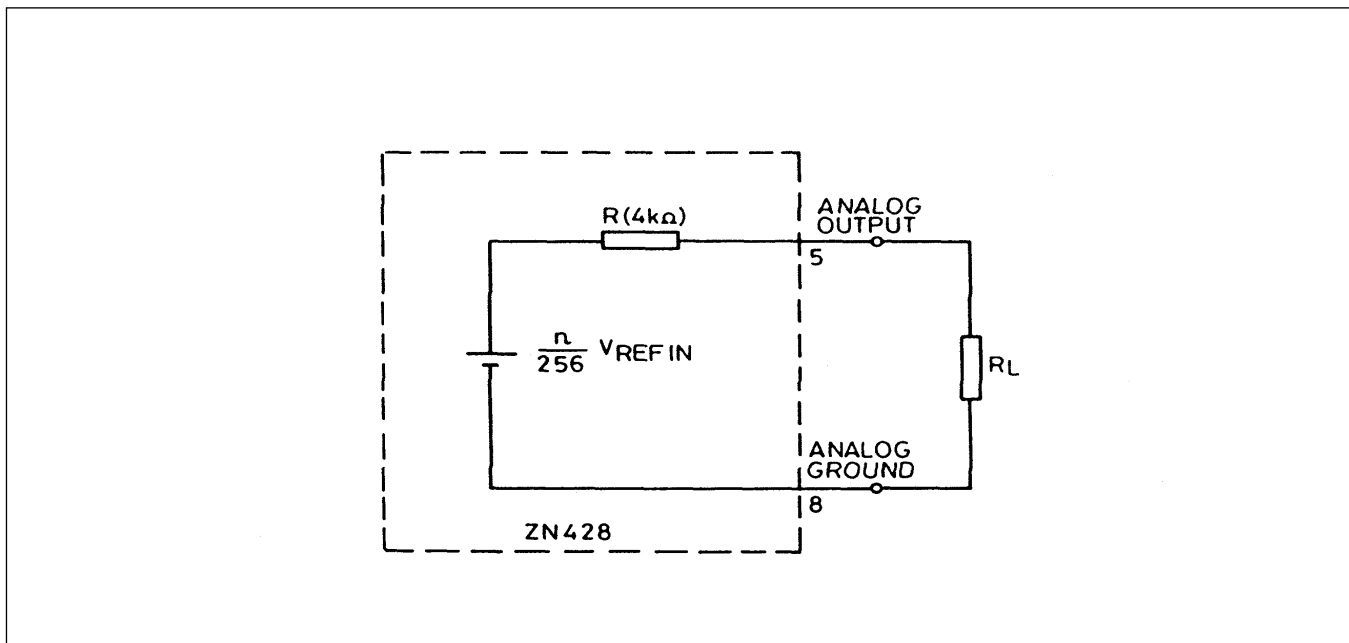 R(4kΩ)
ANALOG
OUTPUT
5
n/256 VREF IN
RL
ANALOG
GROUND
8
ZN428